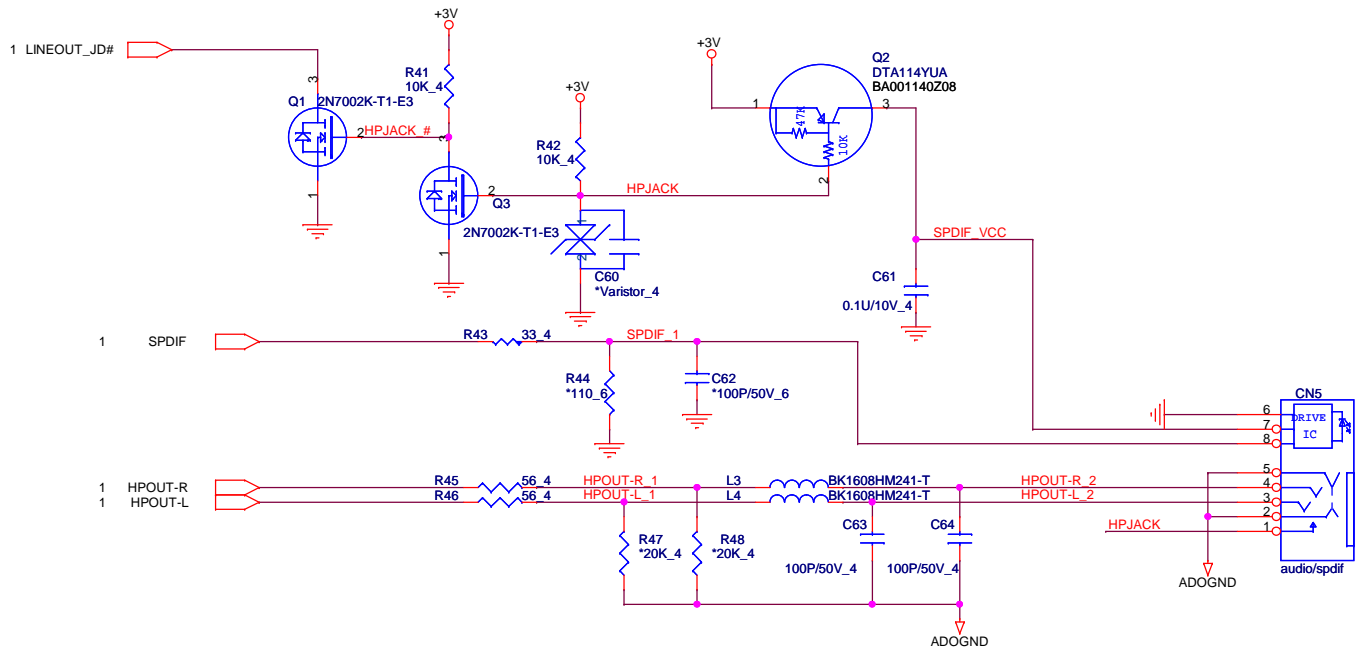 +3V
1 LINEOUT_JD#
+3V
Q2
DTA114YUA
BA001140Z08
3
R41
10K_4
+3V
Q1 2N7002K-T1-E3
1
3
47K
2 HPJACK_#
3
R42
10K_4
10K
2
HPJACK
1
2
Q3
2N7002K-T1-E3
1
2
1
SPDIF_VCC
C60
*Varistor_4
C61
0.1U/10V_4
1 SPDIF
R43 33_4
SPDIF_1
R44
*110_6
C62
*100P/50V_6
CN5
6
7
8
DRIVE
IC
1 HPOUT-R
1 HPOUT-L
R45 56_4
R46 56_4
HPOUT-R_1
HPOUT-L_1
L3 BK1608HM241-T
L4 BK1608HM241-T
HPOUT-R_2
HPOUT-L_2
5
4
3
2
1
HPJACK
R47
*20K_4
R48
*20K_4
C63
100P/50V_4
C64
100P/50V_4
audio/spdif
ADOGND
ADOGND